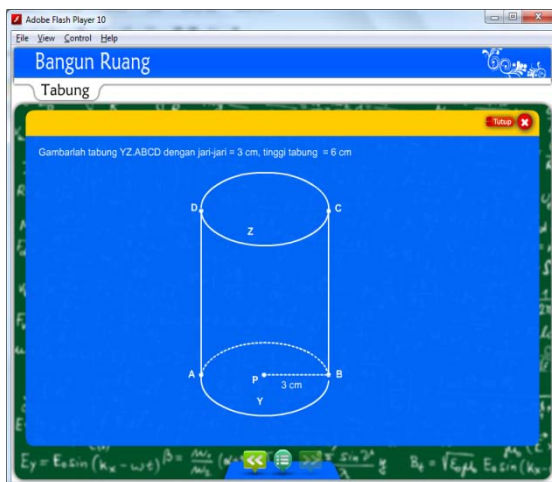 Adobe Flash Player 10
File View Control Help
Bangun Ruang
Tabung
Tutup
Gambarlah tabung YZ.ABCD dengan jari-jari = 3 cm, tinggi tabung = 6 cm
D
C
Z
A
P
B
3 cm
Y